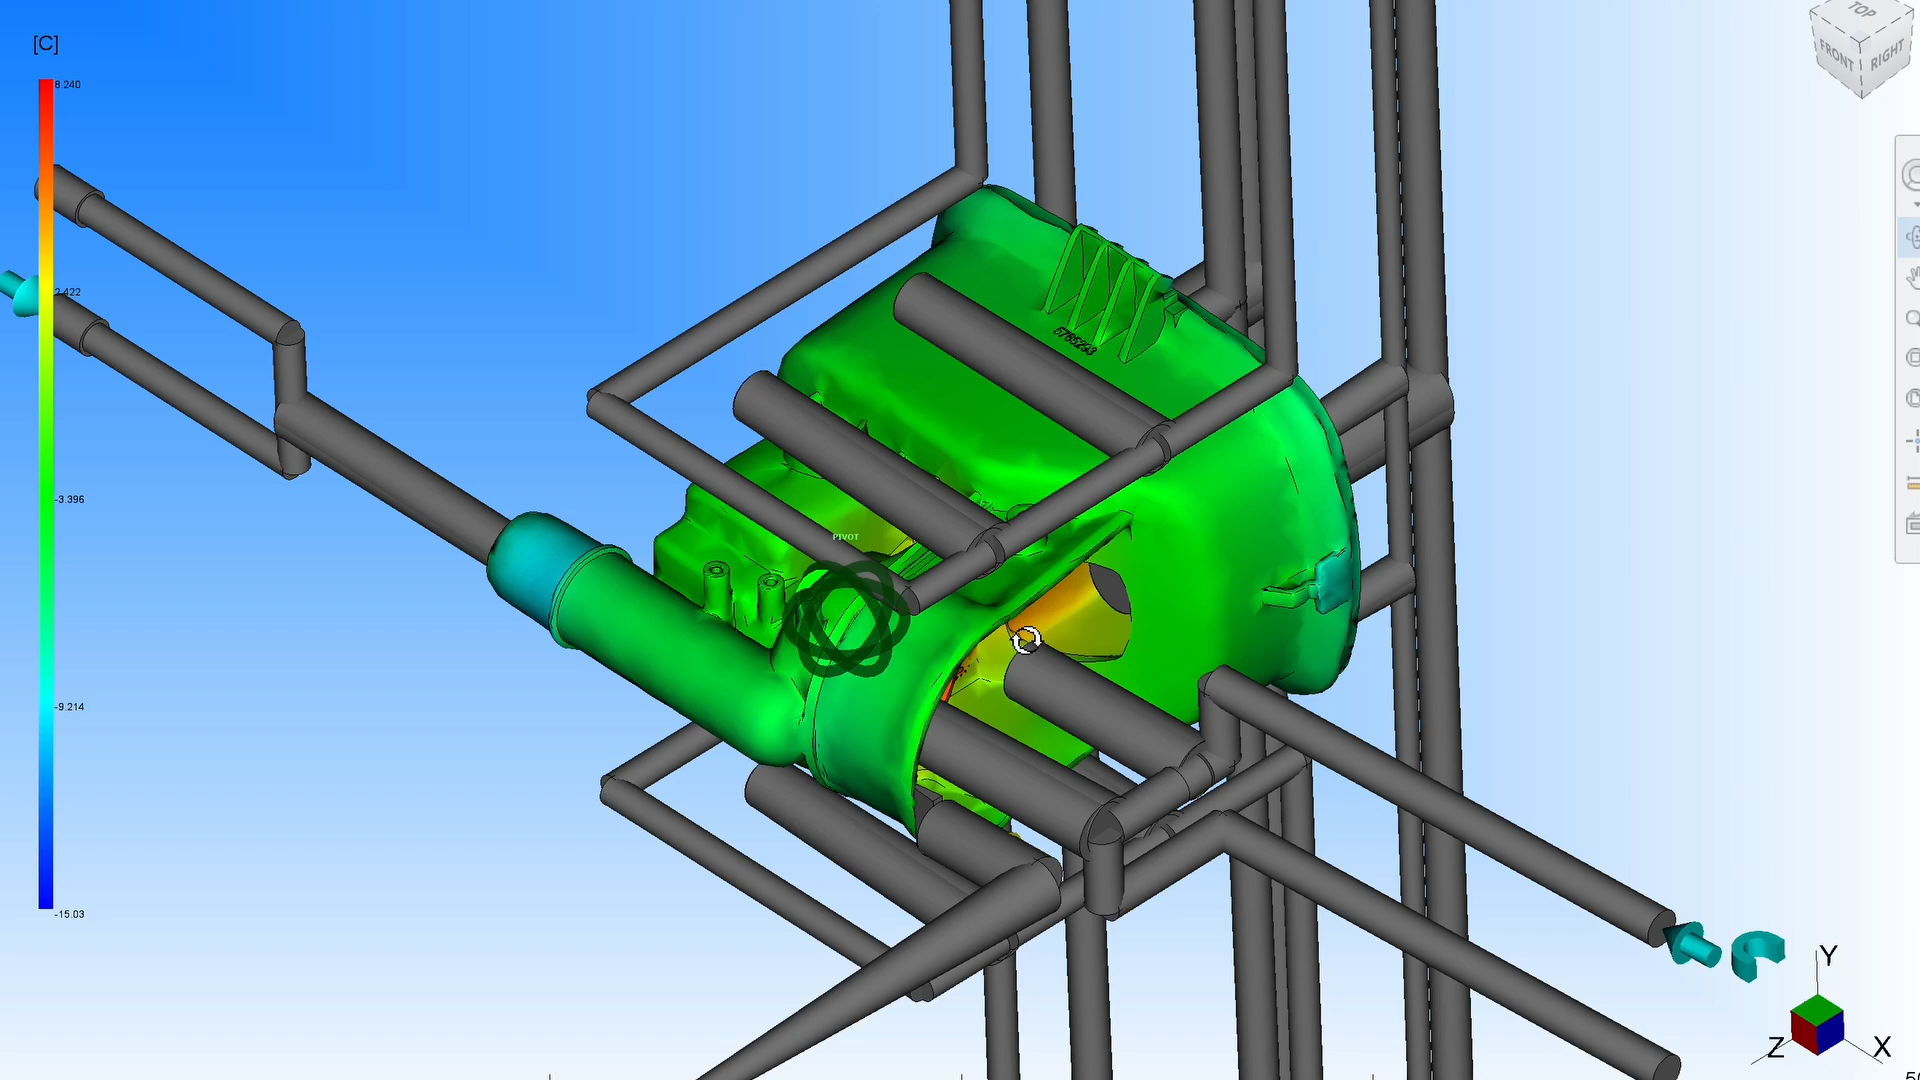 [C]
8.240
2.422
-3.396
-9.214
-15.03
TOP
FRONT
RIGHT
PIVOT
Y
Z
X